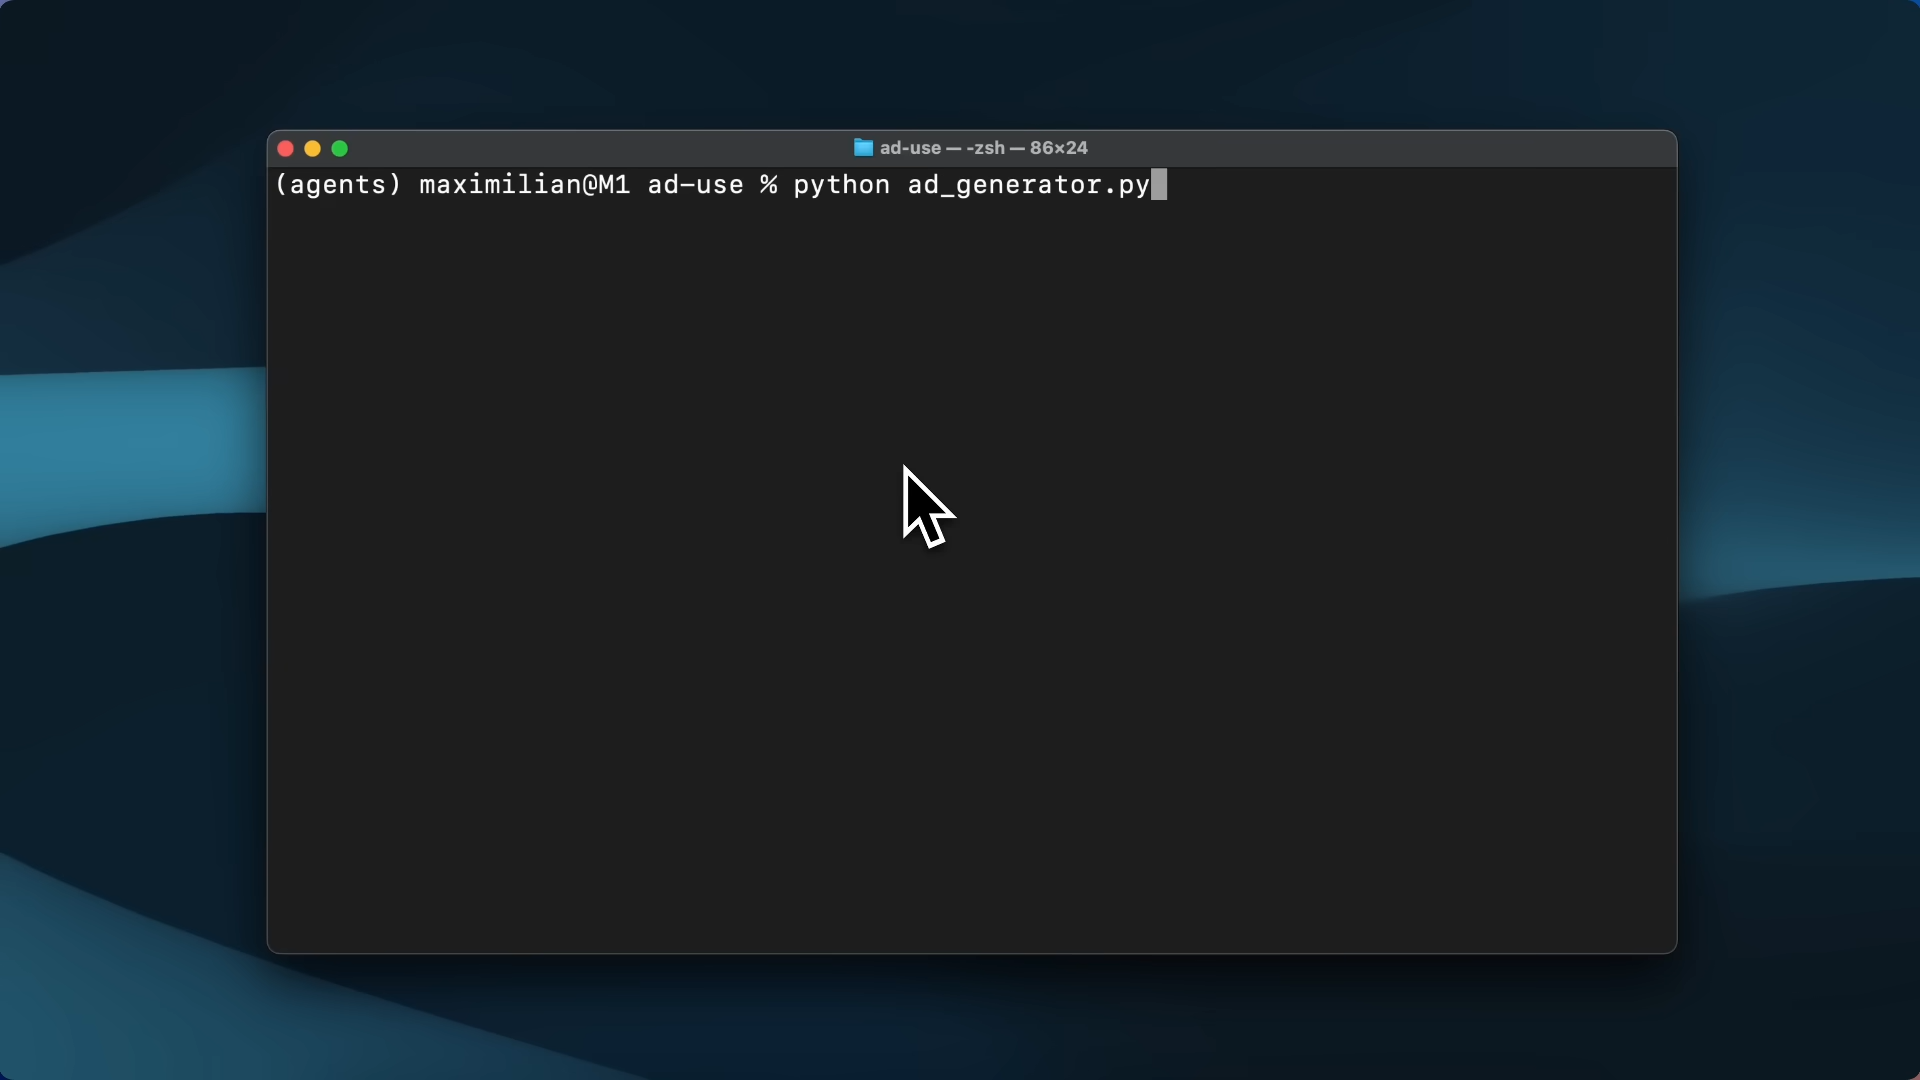 ad-use — -zsh — 86×24
(agents) maximilian@M1 ad-use % python ad_generator.py